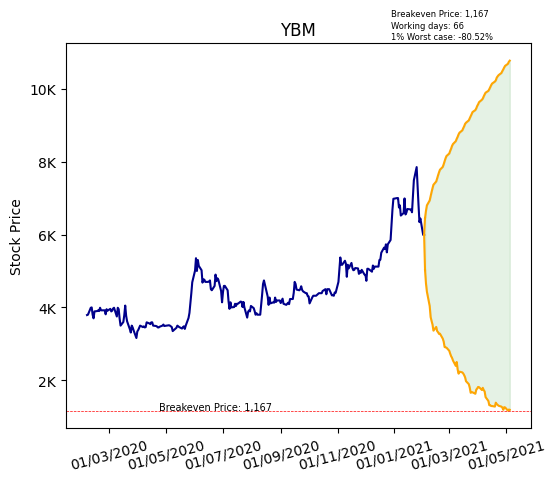 Breakeven Price: 1,167
Working days: 66
1% Worst case: -80.52%
YBM
Stock Price
10K
8K
6K
4K
2K
Breakeven Price: 1,167
01/03/2020
01/05/2020
01/07/2020
01/09/2020
01/11/2020
01/01/2021
01/03/2021
01/05/2021